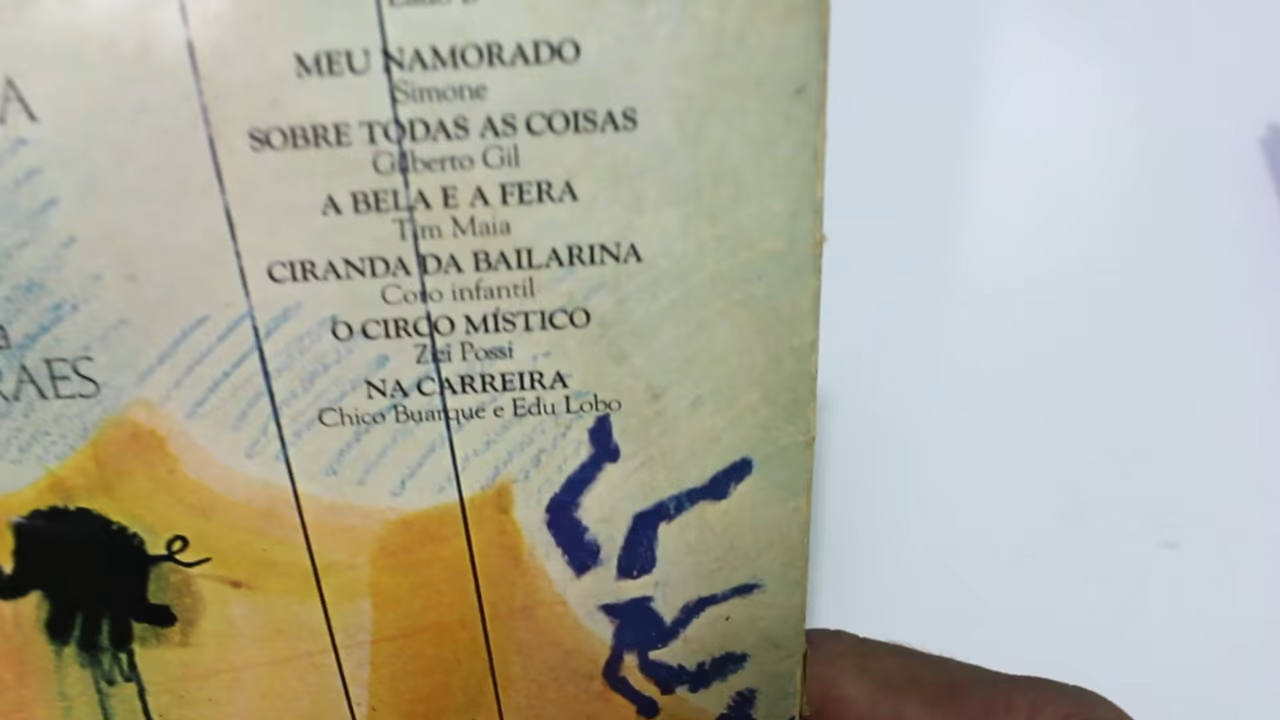 A
MEU NAMORADO
Simone
SOBRE TODAS AS COISAS
Gilberto Gil
A BELA E A FERA
Tim Maia
CIRANDA DA BAILARINA
Coro infantil
O CIRCO MÍSTICO
Zizi Possi
NA CARREIRA
Chico Buarque e Edu Lobo
a
RAES